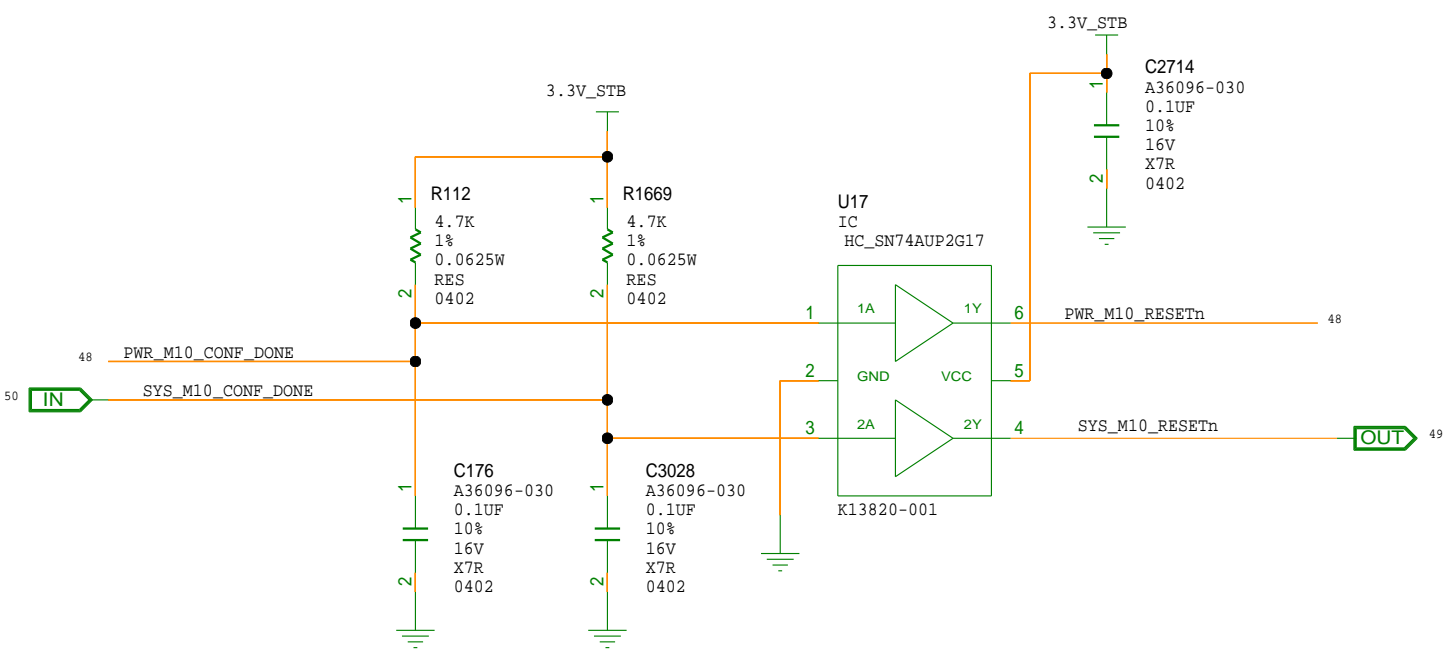 3.3V_STB
1
C2714
A36096-030
0.1UF
10%
16V
X7R
0402
2
3.3V_STB
1
R112
4.7K
1%
0.0625W
RES
0402
2
1
R1669
4.7K
1%
0.0625W
RES
0402
2
U17
IC
HC_SN74AUP2G17
1 1A 1Y 6 PWR_M10_RESETn 48
2 GND VCC 5
3 2A 2Y 4 SYS_M10_RESETn OUT 49
K13820-001
48 PWR_M10_CONF_DONE
50 IN SYS_M10_CONF_DONE
1
C176
A36096-030
0.1UF
10%
16V
X7R
0402
2
1
C3028
A36096-030
0.1UF
10%
16V
X7R
0402
2